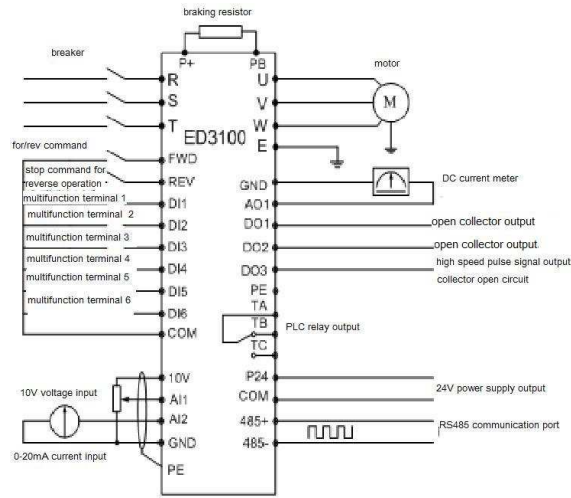 braking resistor
breaker
P+
PB
motor
R
U
S
V
M
T
W
ED3100
E
for/rev command
FWD
stop command for
reverse operation
REV
GND
DC current meter
multifunction terminal 1
DI1
AO1
multifunction terminal 2
DI2
DO1
open collector output
multifunction terminal 3
DI3
DO2
open collector output
multifunction terminal 4
DI4
DO3
high speed pulse signal output
collector open circuit
multifunction terminal 5
DI5
PE
TA
multifunction terminal 6
DI6
TB
PLC relay output
COM
TC
10V
P24
24V power supply output
10V voltage input
AI1
COM
AI2
485+
RS485 communication port
0-20mA current input
GND
485-
PE